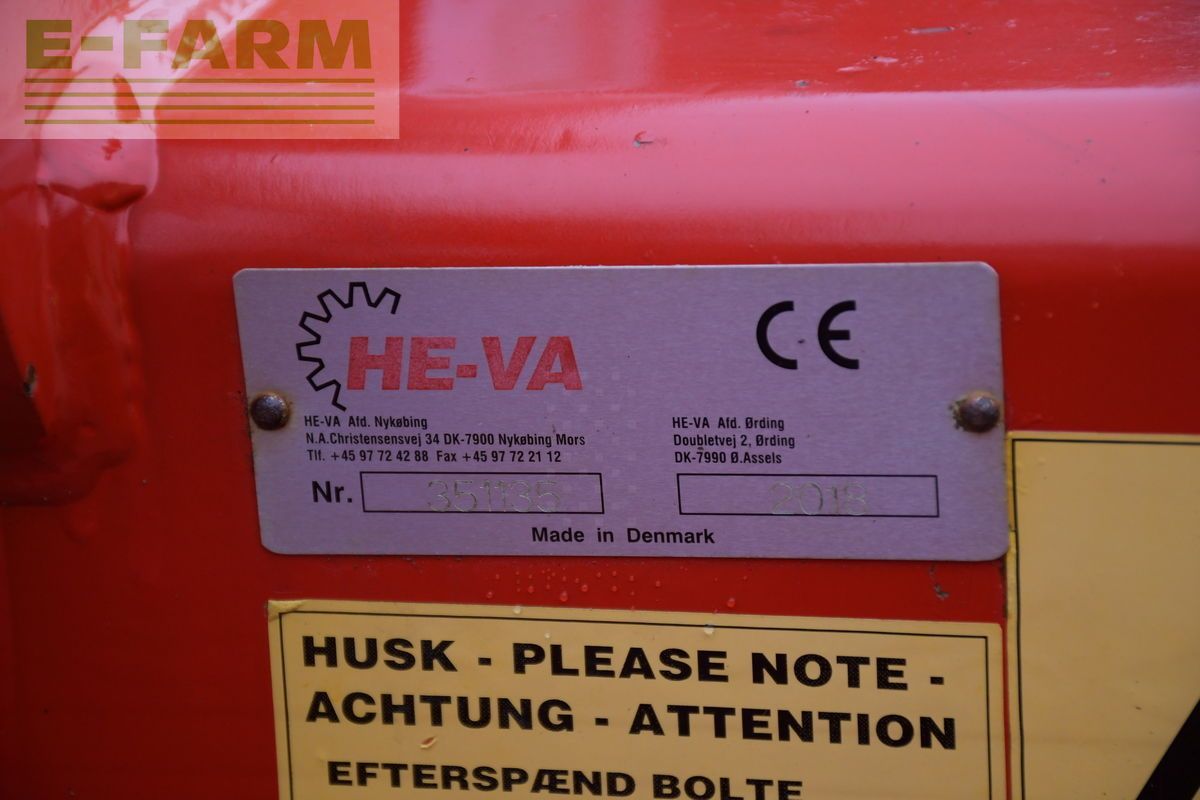 E-FARM
HE-VA
CE
HE-VA Afd. Nykøbing
N.A.Christensensvej 34 DK-7900 Nykøbing Mors
Tlf. +45 97 72 42 88 Fax +45 97 72 21 12
HE-VA Afd. Ørding
Doubletvej 2, Ørding
DK-7990 Ø.Assels
Nr. 351135
2018
Made in Denmark
HUSK - PLEASE NOTE -
ACHTUNG - ATTENTION
EFTERSPÆND BOLTE